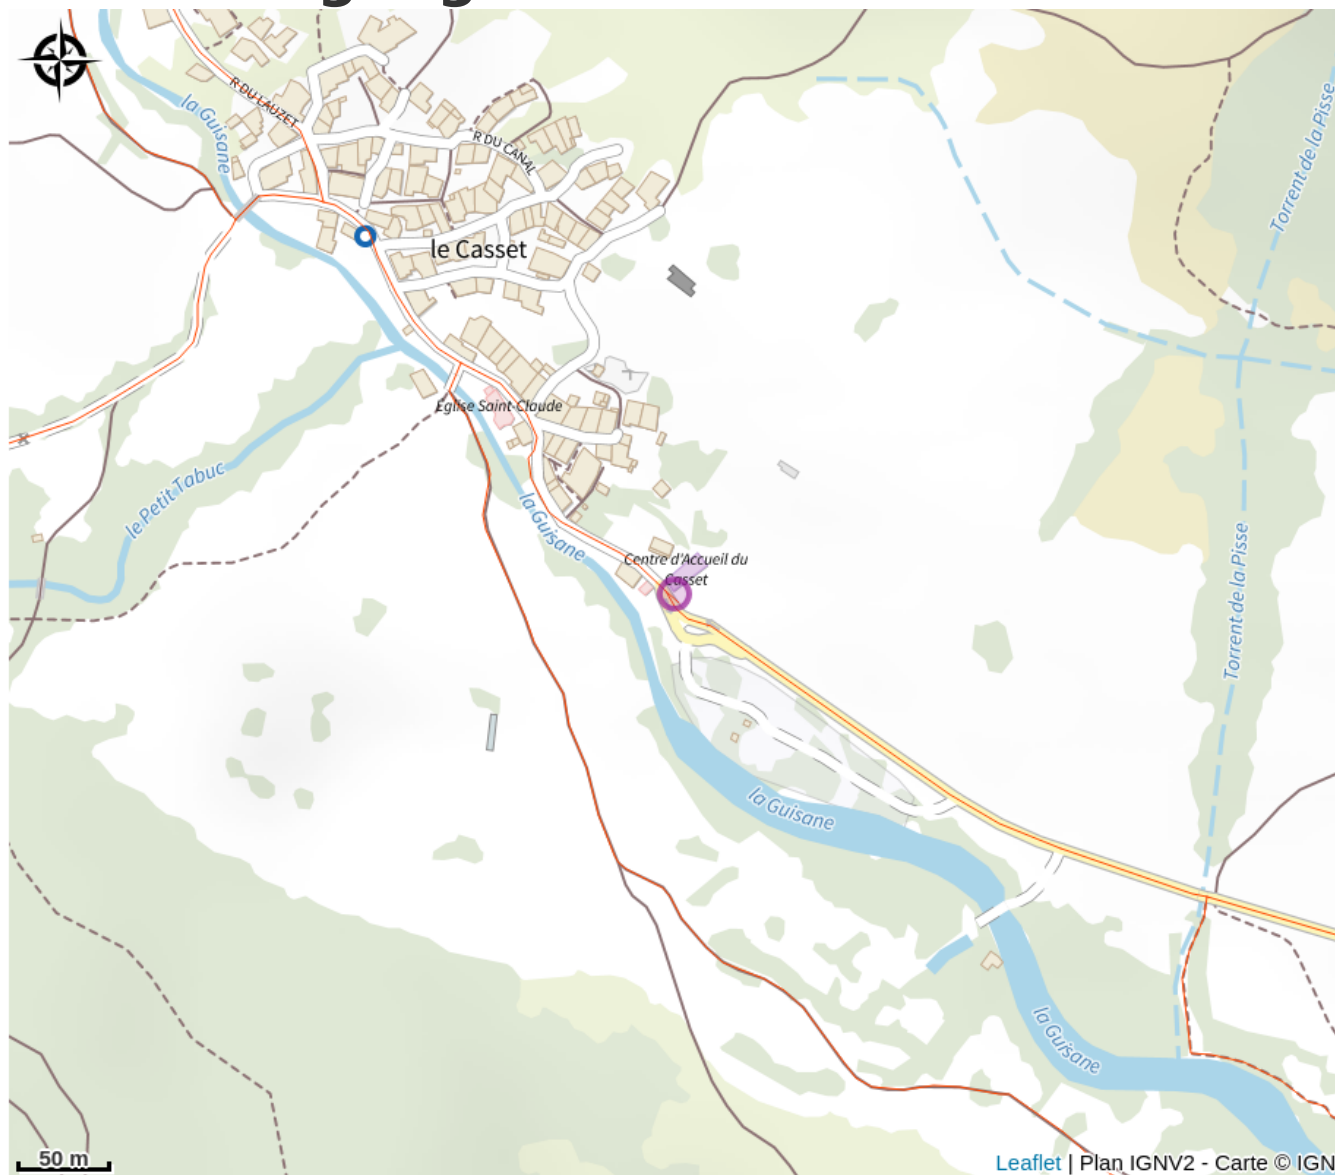 la Guisane
R DU LAUZET
R DU CANAL
Torrent de la Pisse
le Casset
Église Saint-Claude
le Petit Tabuc
la Guisane
Centre d'Accueil du
Casset
Torrent de la Pisse
la Guisane
la Guisane
50 m
Leaflet | Plan IGNV2 - Carte © IGN